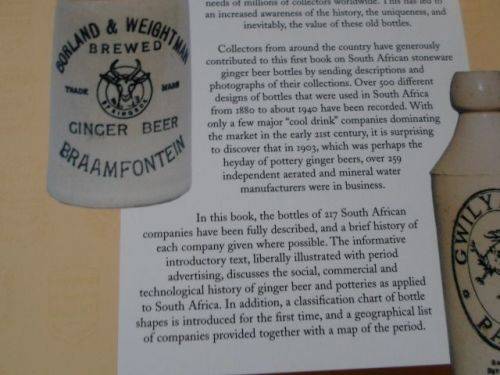 needs of millions of collectors worldwide. This has led to
an increased awareness of the history, the uniqueness, and
inevitably, the value of these old bottles.
Collectors from around the country have generously
contributed to this first book on South African stoneware
ginger beer bottles by sending descriptions and
photographs of their collections. Over 500 different
designs of bottles that were used in South Africa
from 1880 to about 1940 have been recorded. With
only a few major "cool drink" companies dominating
the market in the early 21st century, it is surprising
to discover that in 1903, which was perhaps the
heyday of pottery ginger beers, over 259
independent aerated and mineral water
manufacturers were in business.
In this book, the bottles of 217 South African
companies have been fully described, and a brief history of
each company given where possible. The informative
introductory text, liberally illustrated with period
advertising, discusses the social, commercial and
technological history of ginger beer and potteries as applied
to South Africa. In addition, a classification chart of bottle
shapes is introduced for the first time, and a geographical list
of companies provided together with a map of the period.
BORLAND & WEIGHTMAN
BREWED
TRADE MARK
GINGER BEER
BRAAMFONTEIN
GWILY